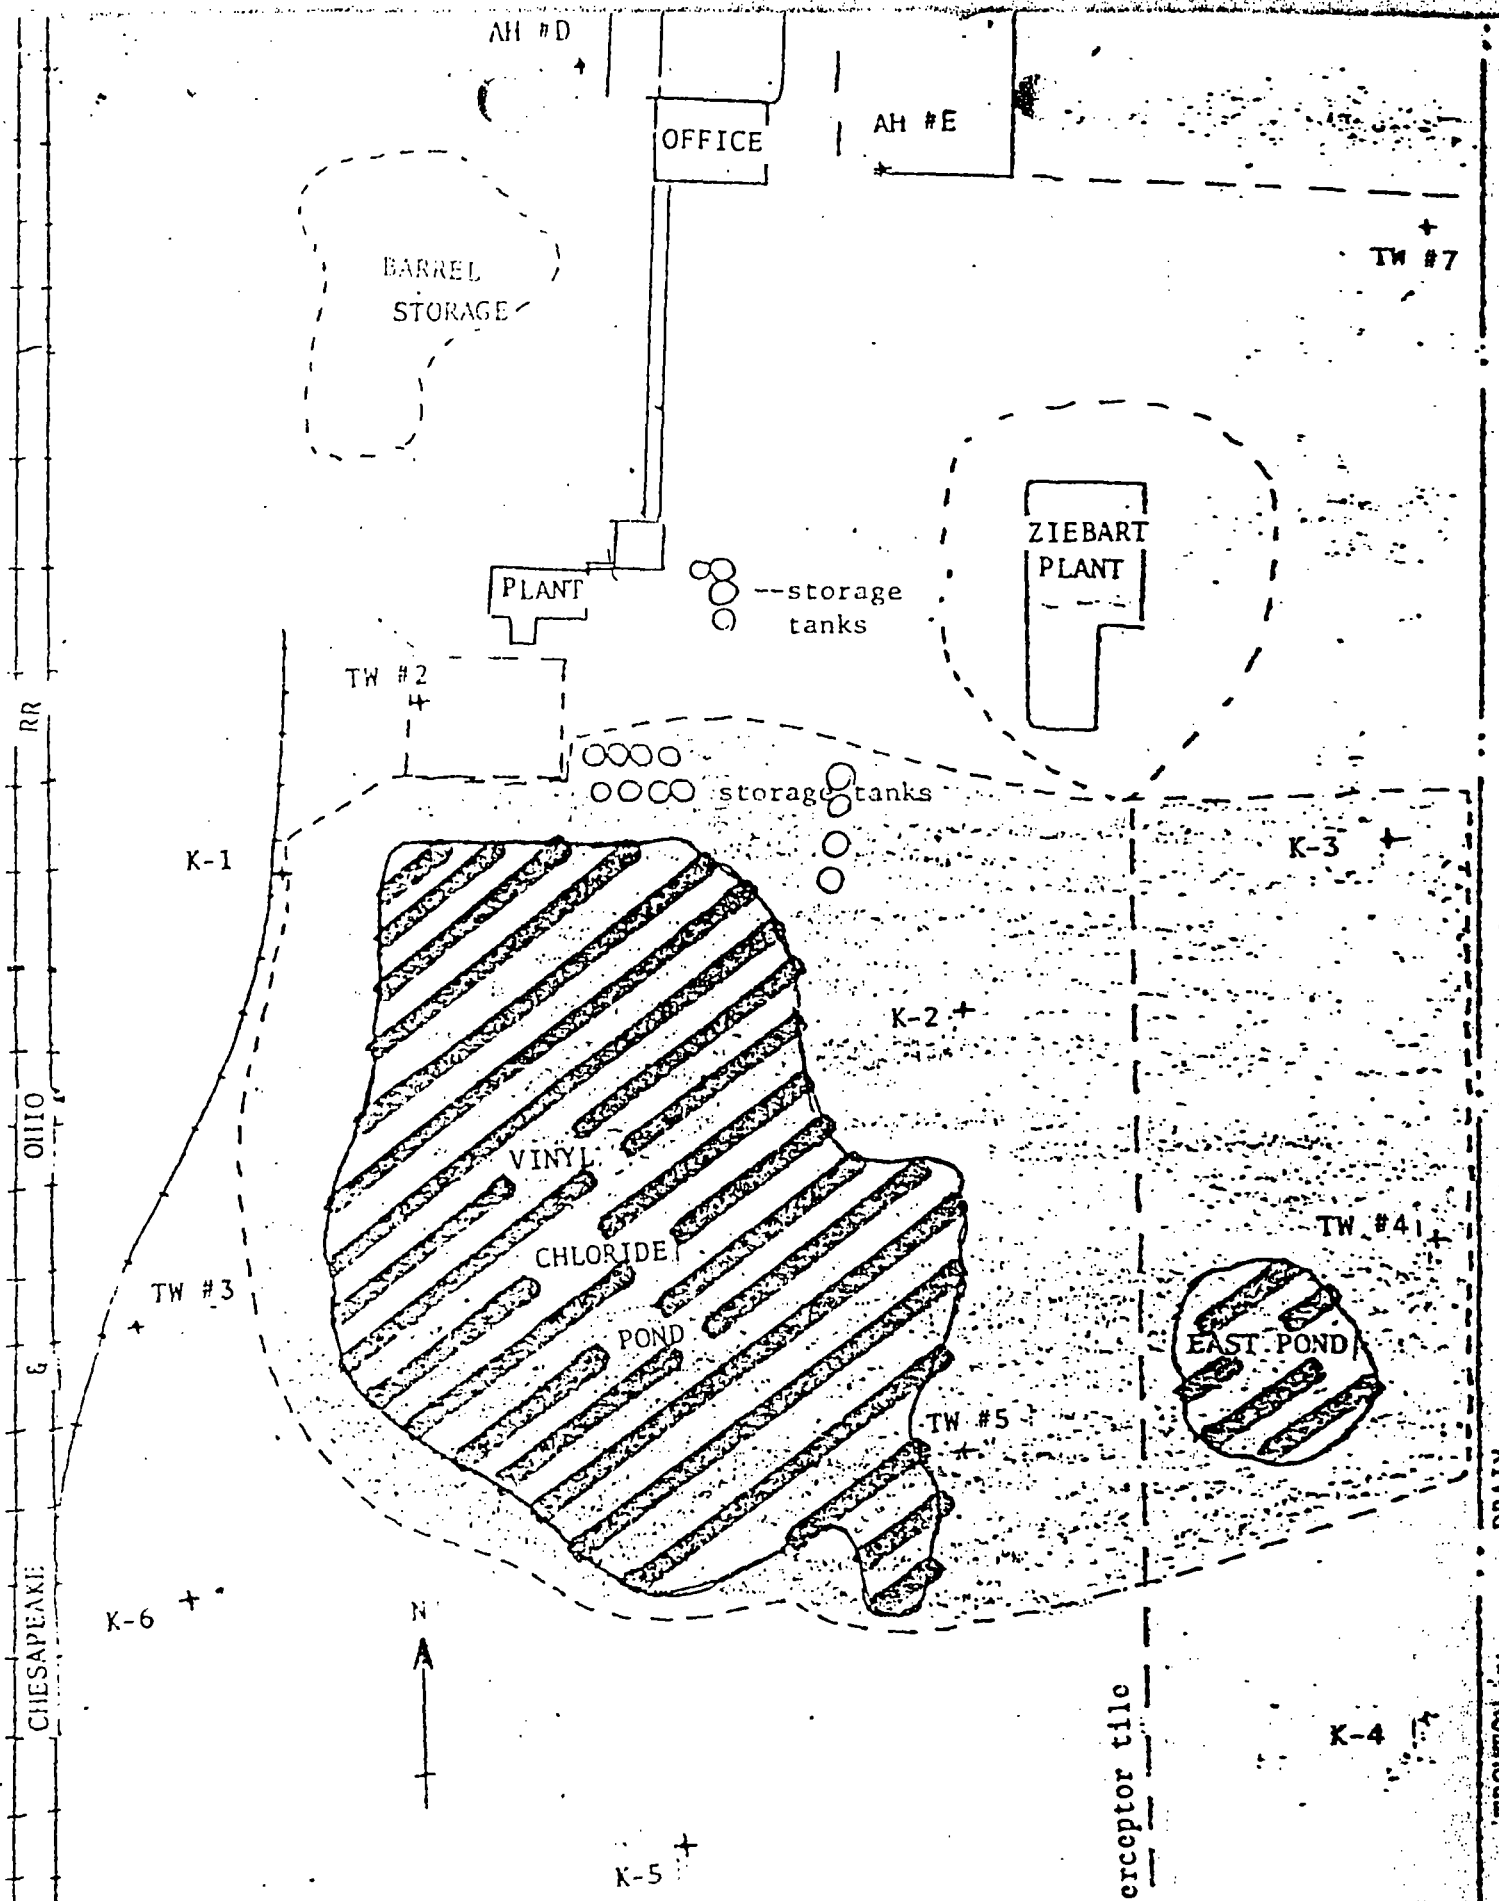 AH #D
OFFICE
AH #E
BARREL
STORAGE
TW #7
ZIEBART
PLANT
PLANT
--storage
tanks
TW #2
RR
storage tanks
K-1
K-3
K-2
OHIO
VINYL
TW #4
CHLORIDE
TW #3
POND
EAST POND
&
TW #5
DRAIN
CHESAPEAKE
K-6
N
K-4
erceptor tile
K-5